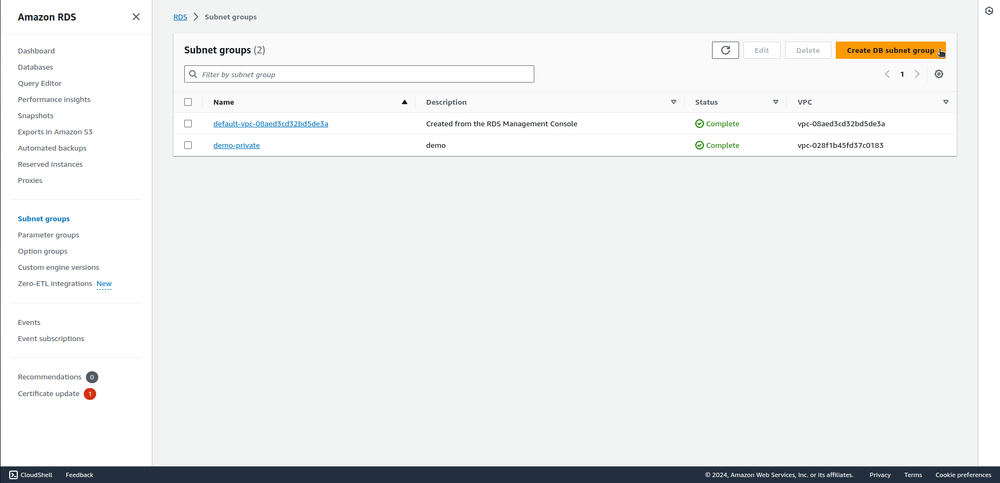 Amazon RDS
Dashboard
Databases
Query Editor
Performance insights
Snapshots
Exports in Amazon S3
Automated backups
Reserved instances
Proxies
Subnet groups
Parameter groups
Option groups
Custom engine versions
Zero-ETL integrations New
Events
Event subscriptions
Recommendations 0
Certificate update 1
RDS Subnet groups
Subnet groups (2)
Edit Delete Create DB subnet group
Filter by subnet group
1
Name Description Status VPC
default-vpc-08aed3cd32bd5de3a Created from the RDS Management Console Complete vpc-08aed3cd32bd5de3a
demo-private demo Complete vpc-028f1b45fd37c0183
CloudShell Feedback © 2024, Amazon Web Services, Inc. or its affiliates. Privacy Terms Cookie preferences